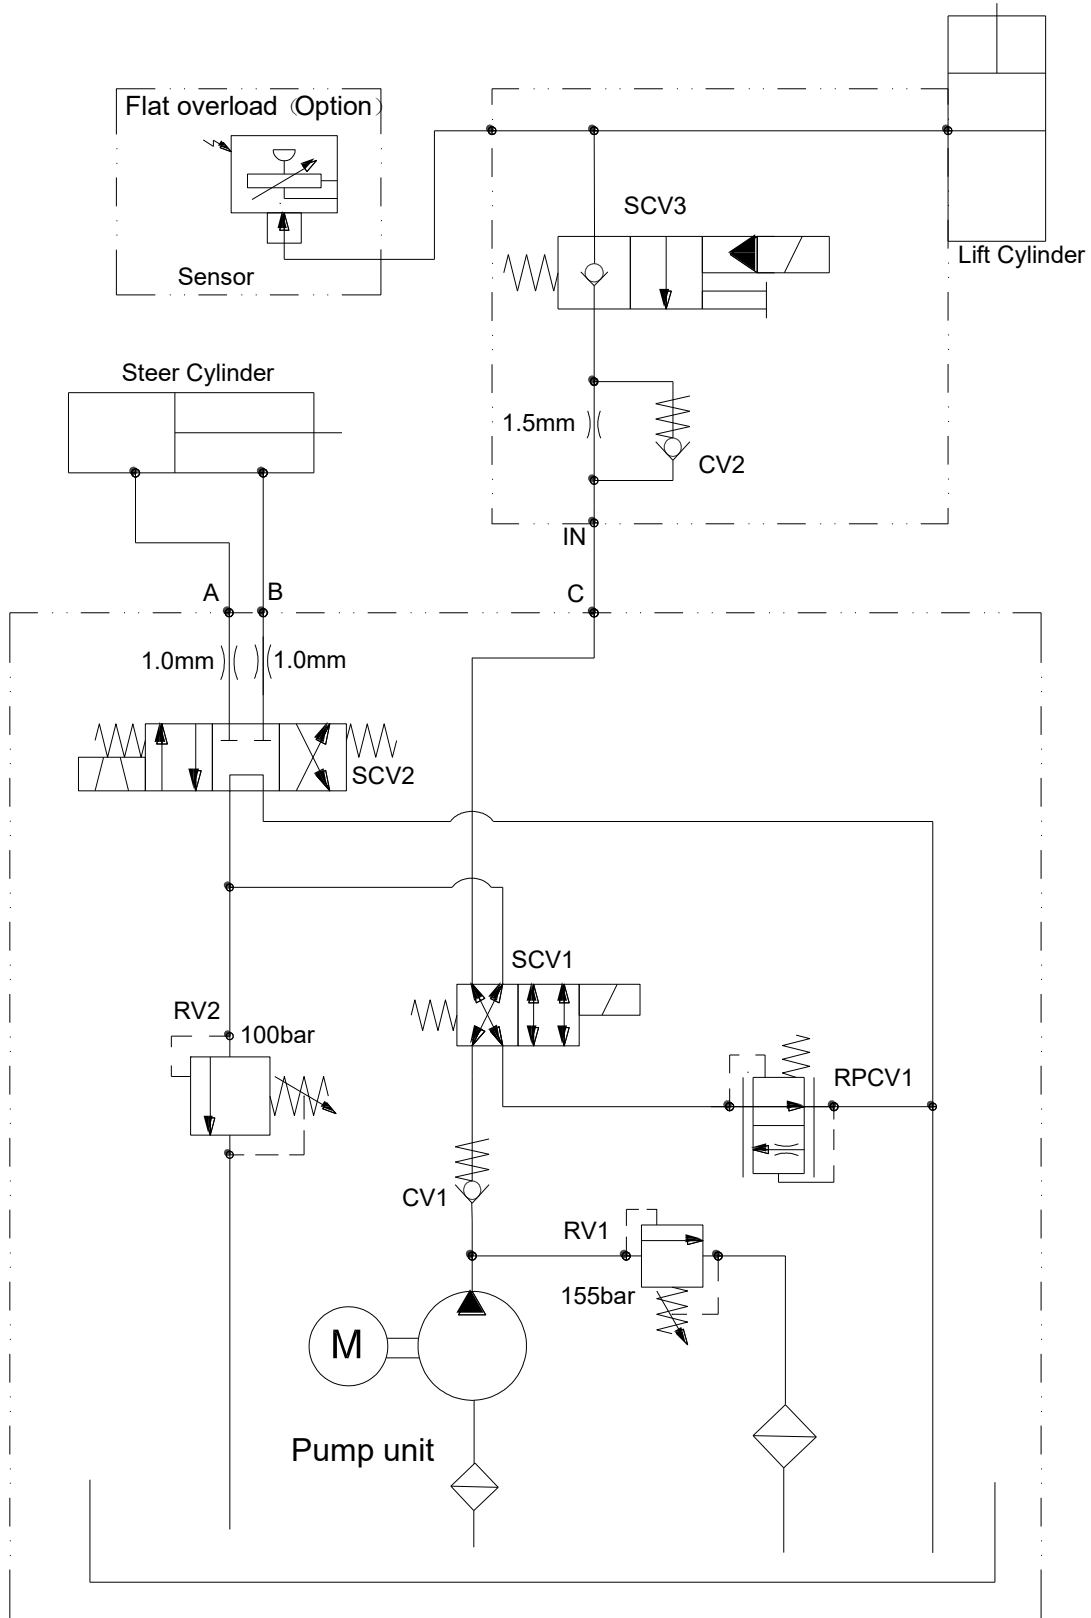 Flat overload（Option）
Sensor
SCV3
Lift Cylinder
Steer Cylinder
1.5mm
CV2
IN
A
B
C
1.0mm
1.0mm
SCV2
SCV1
RV2
100bar
RPCV1
CV1
RV1
155bar
M
Pump unit